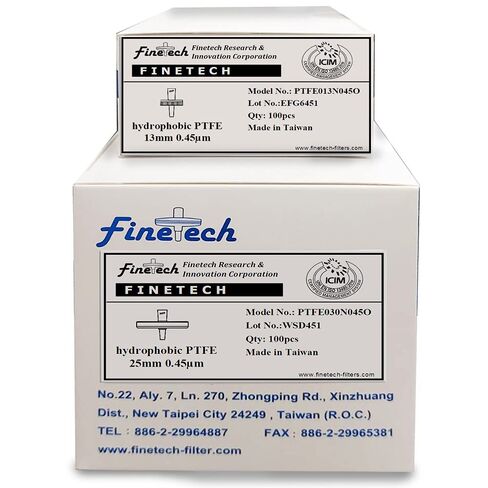 Finetech
Finetech Research &
Innovation Corporation
FINETECH
ICIM
hydrophobic PTFE
13mm 0.45µm
Model No.: PTFE013N045O
Lot No.:EFG6451
Qty: 100pcs
Made in Taiwan
www.finetech-filters.com
Finetech
Finetech
Finetech Research &
Innovation Corporation
FINETECH
ICIM
hydrophobic PTFE
25mm 0.45µm
Model No.: PTFE030N045O
Lot No.:WSD451
Qty: 100pcs
Made in Taiwan
www.finetech-filters.com
No.22, Aly. 7, Ln. 270, Zhongping Rd., Xinzhuang
Dist., New Taipei City 24249 , Taiwan (R.O.C.)
TEL : 886-2-29964887 FAX : 886-2-29965381
www.finetech-filter.com